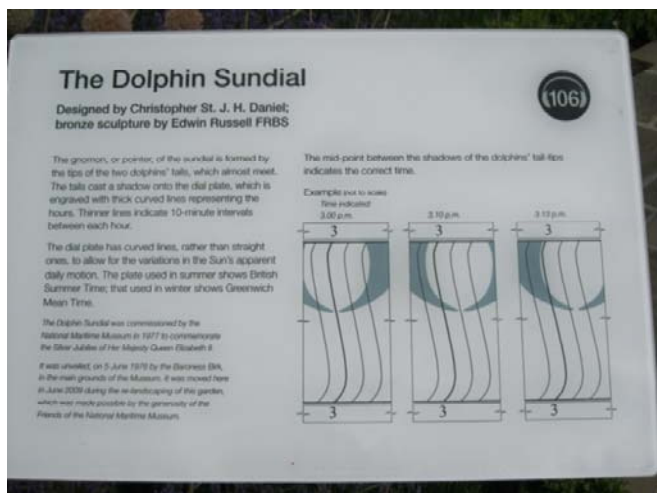 The Dolphin Sundial
Designed by Christopher St. J. H. Daniel;
bronze sculpture by Edwin Russell FRBS
106
The gnomon, or pointer, of the sundial is formed by
the tips of the two dolphins' tails, which almost meet.
The tails cast a shadow onto the dial plate, which is
engraved with thick curved lines representing the
hours. Thinner lines indicate 10-minute intervals
between each hour.
The dial plate has curved lines, rather than straight
ones, to allow for the variations in the Sun's apparent
daily motion. The plate used in summer shows British
Summer Time; that used in winter shows Greenwich
Mean Time.
The Dolphin Sundial was commissioned by the
National Maritime Museum in 1977 to commemorate
the Silver Jubilee of Her Majesty Queen Elizabeth II.
It was unveiled, on 5 June 1978 by the Baroness Birk,
in the main grounds of the Museum. It was moved here
in June 2009 during the re-landscaping of this garden,
which was made possible by the generosity of the
Friends of the National Maritime Museum.
The mid-point between the shadows of the dolphins' tail-tips
indicates the correct time.
Example (not to scale)
Time indicated:
3.00 p.m. 3.10 p.m. 3.13 p.m.
3 3 3
3 3 3